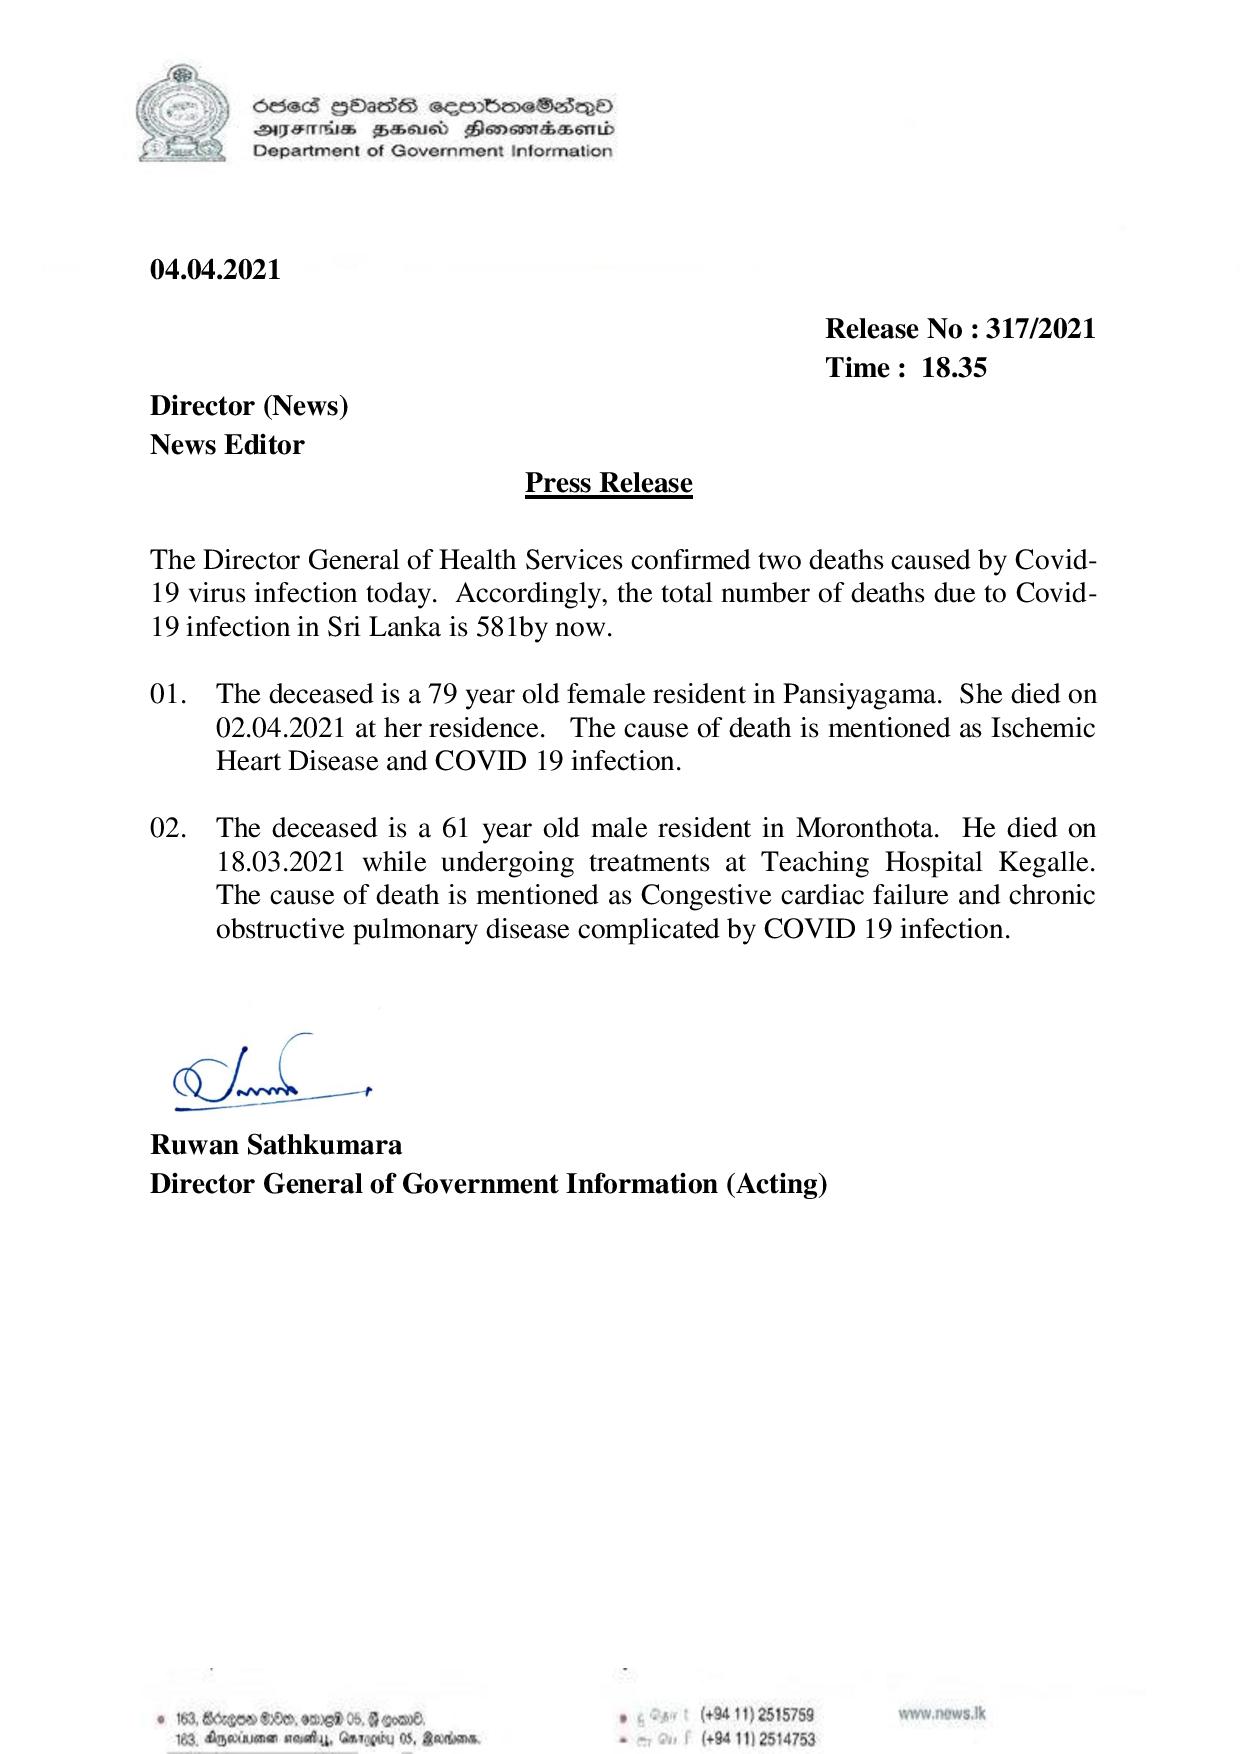 රජයේ ප්‍රවෘත්ති දෙපාර්තමේන්තුව
அரசாங்க தகவல் திணைக்களம்
Department of Government Information
04.04.2021
Release No : 317/2021
Time : 18.35
Director (News)
News Editor
Press Release
The Director General of Health Services confirmed two deaths caused by Covid-
19 virus infection today. Accordingly, the total number of deaths due to Covid-
19 infection in Sri Lanka is 581by now.
01. The deceased is a 79 year old female resident in Pansiyagama. She died on
02.04.2021 at her residence. The cause of death is mentioned as Ischemic
Heart Disease and COVID 19 infection.
02. The deceased is a 61 year old male resident in Moronthota. He died on
18.03.2021 while undergoing treatments at Teaching Hospital Kegalle.
The cause of death is mentioned as Congestive cardiac failure and chronic
obstructive pulmonary disease complicated by COVID 19 infection.
Ruwan Sathkumara
Director General of Government Information (Acting)
163, කිරුලපන මාවත, කොළඹ 05, ශ්‍රී ලංකාව.
163, கிருலப்பனை எவனியூ, கொழும்பு 05, இலங்கை.
(+94 11) 2515759
(+94 11) 2514753
www.news.lk